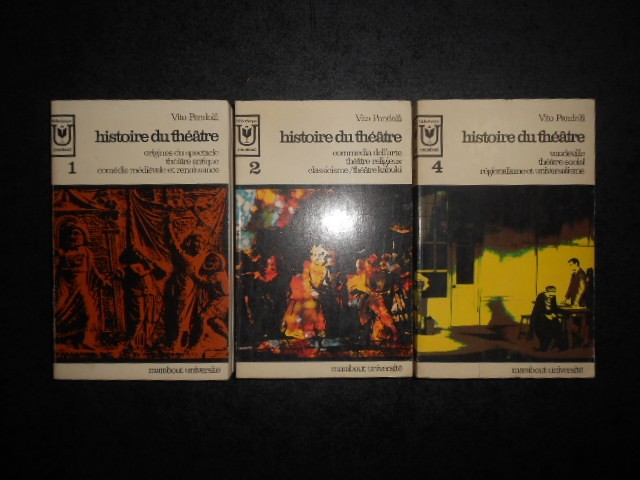 Vito Pandolfi
histoire du théâtre
1
origines du spectacle
théâtre antique
comédie médiévale et renaissance
marabout université
Vito Pandolfi
histoire du théâtre
2
commedia dell'arte
théâtre religieux
classicisme/théâtre kabuki
marabout université
Vito Pandolfi
histoire du théâtre
4
vaudeville
théâtre social
régionalisme et universalisme
marabout université